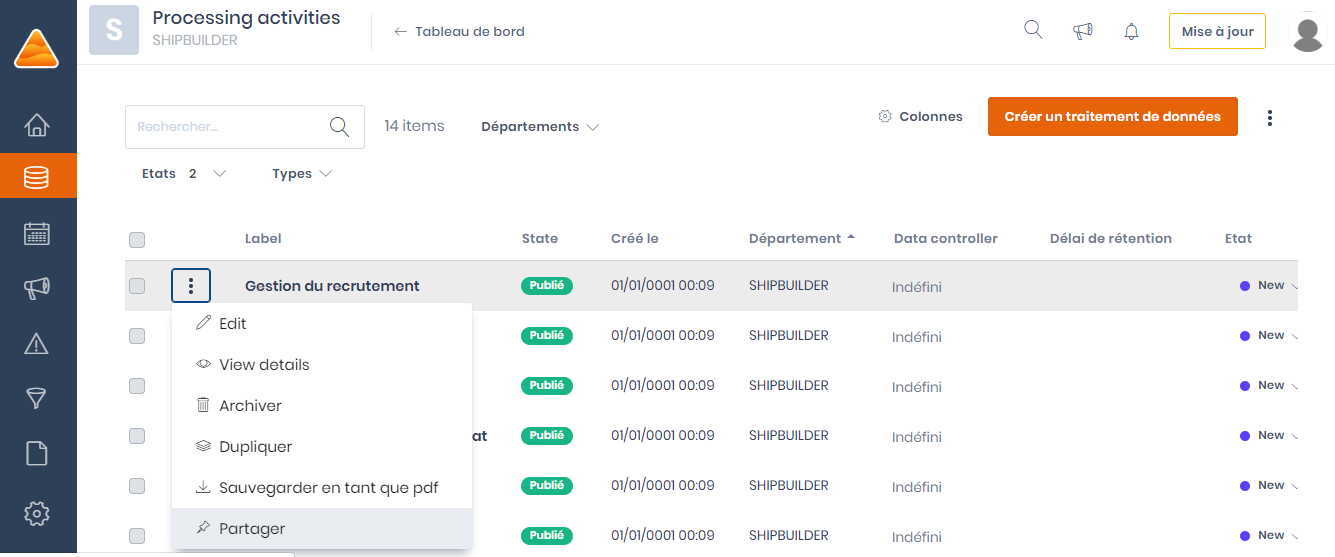 S
Processing activities
SHIPBUILDER
← Tableau de bord
Mise à jour
Rechercher...
14 items
Départements
Colonnes
Créer un traitement de données
Etats 2
Types
Label State Créé le Département Data controller Délai de rétention Etat
Gestion du recrutement Publié 01/01/0001 00:09 SHIPBUILDER Indéfini New
Edit
Publié 01/01/0001 00:09 SHIPBUILDER Indéfini New
View details
Publié 01/01/0001 00:09 SHIPBUILDER Indéfini New
Archiver
at Publié 01/01/0001 00:09 SHIPBUILDER Indéfini New
Dupliquer
Publié 01/01/0001 00:09 SHIPBUILDER Indéfini New
Sauvegarder en tant que pdf
Publié 01/01/0001 00:09 SHIPBUILDER Indéfini New
Partager